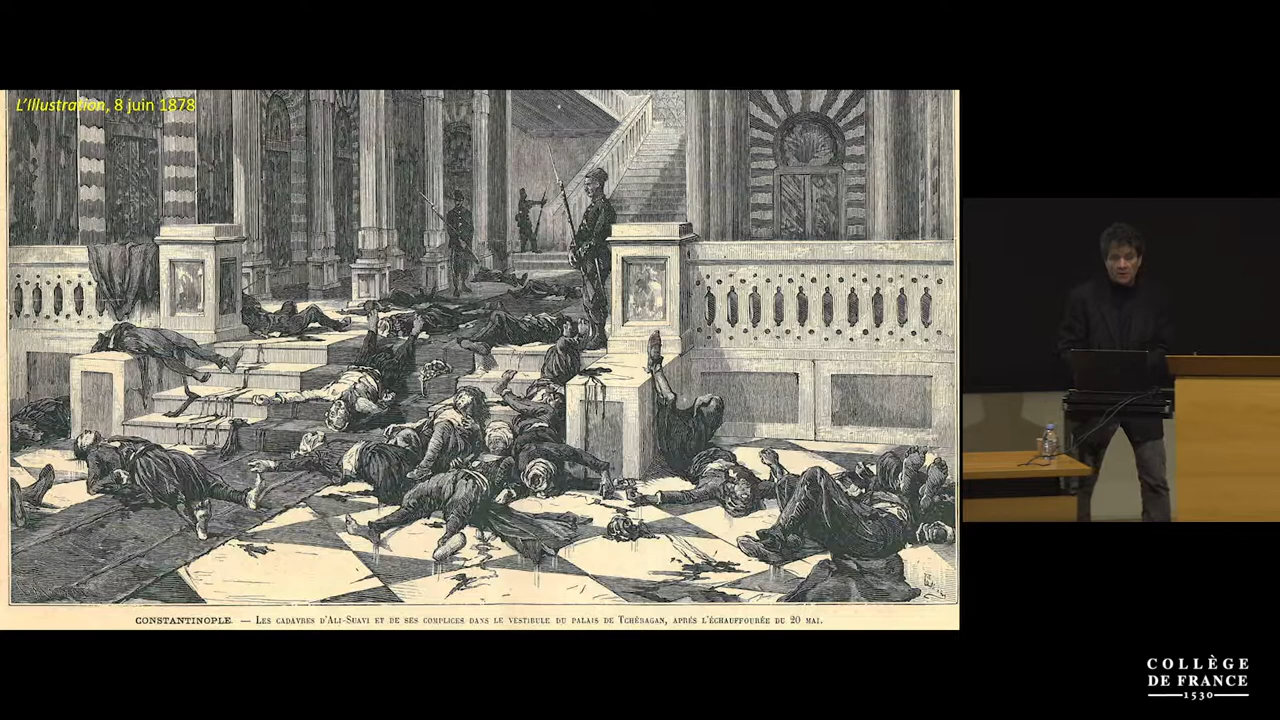 L'Illustration, 8 juin 1878
CONSTANTINOPLE. — LES CADAVRES D'ALI-SUAVI ET DE SES COMPLICES DANS LE VESTIBULE DU PALAIS DE TCHÉRAGAN, APRÈS L'ÉCHAUFFOURÉE DU 20 MAI.
COLLÈGE
DE FRANCE
1530